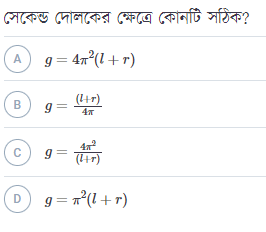 সেকেন্ড দোলকের ক্ষেত্রে কোনটি সঠিক?
A g = 4π²(l + r)
B g = (l+r)/4π
C g = 4π²/(l+r)
D g = π²(l + r)